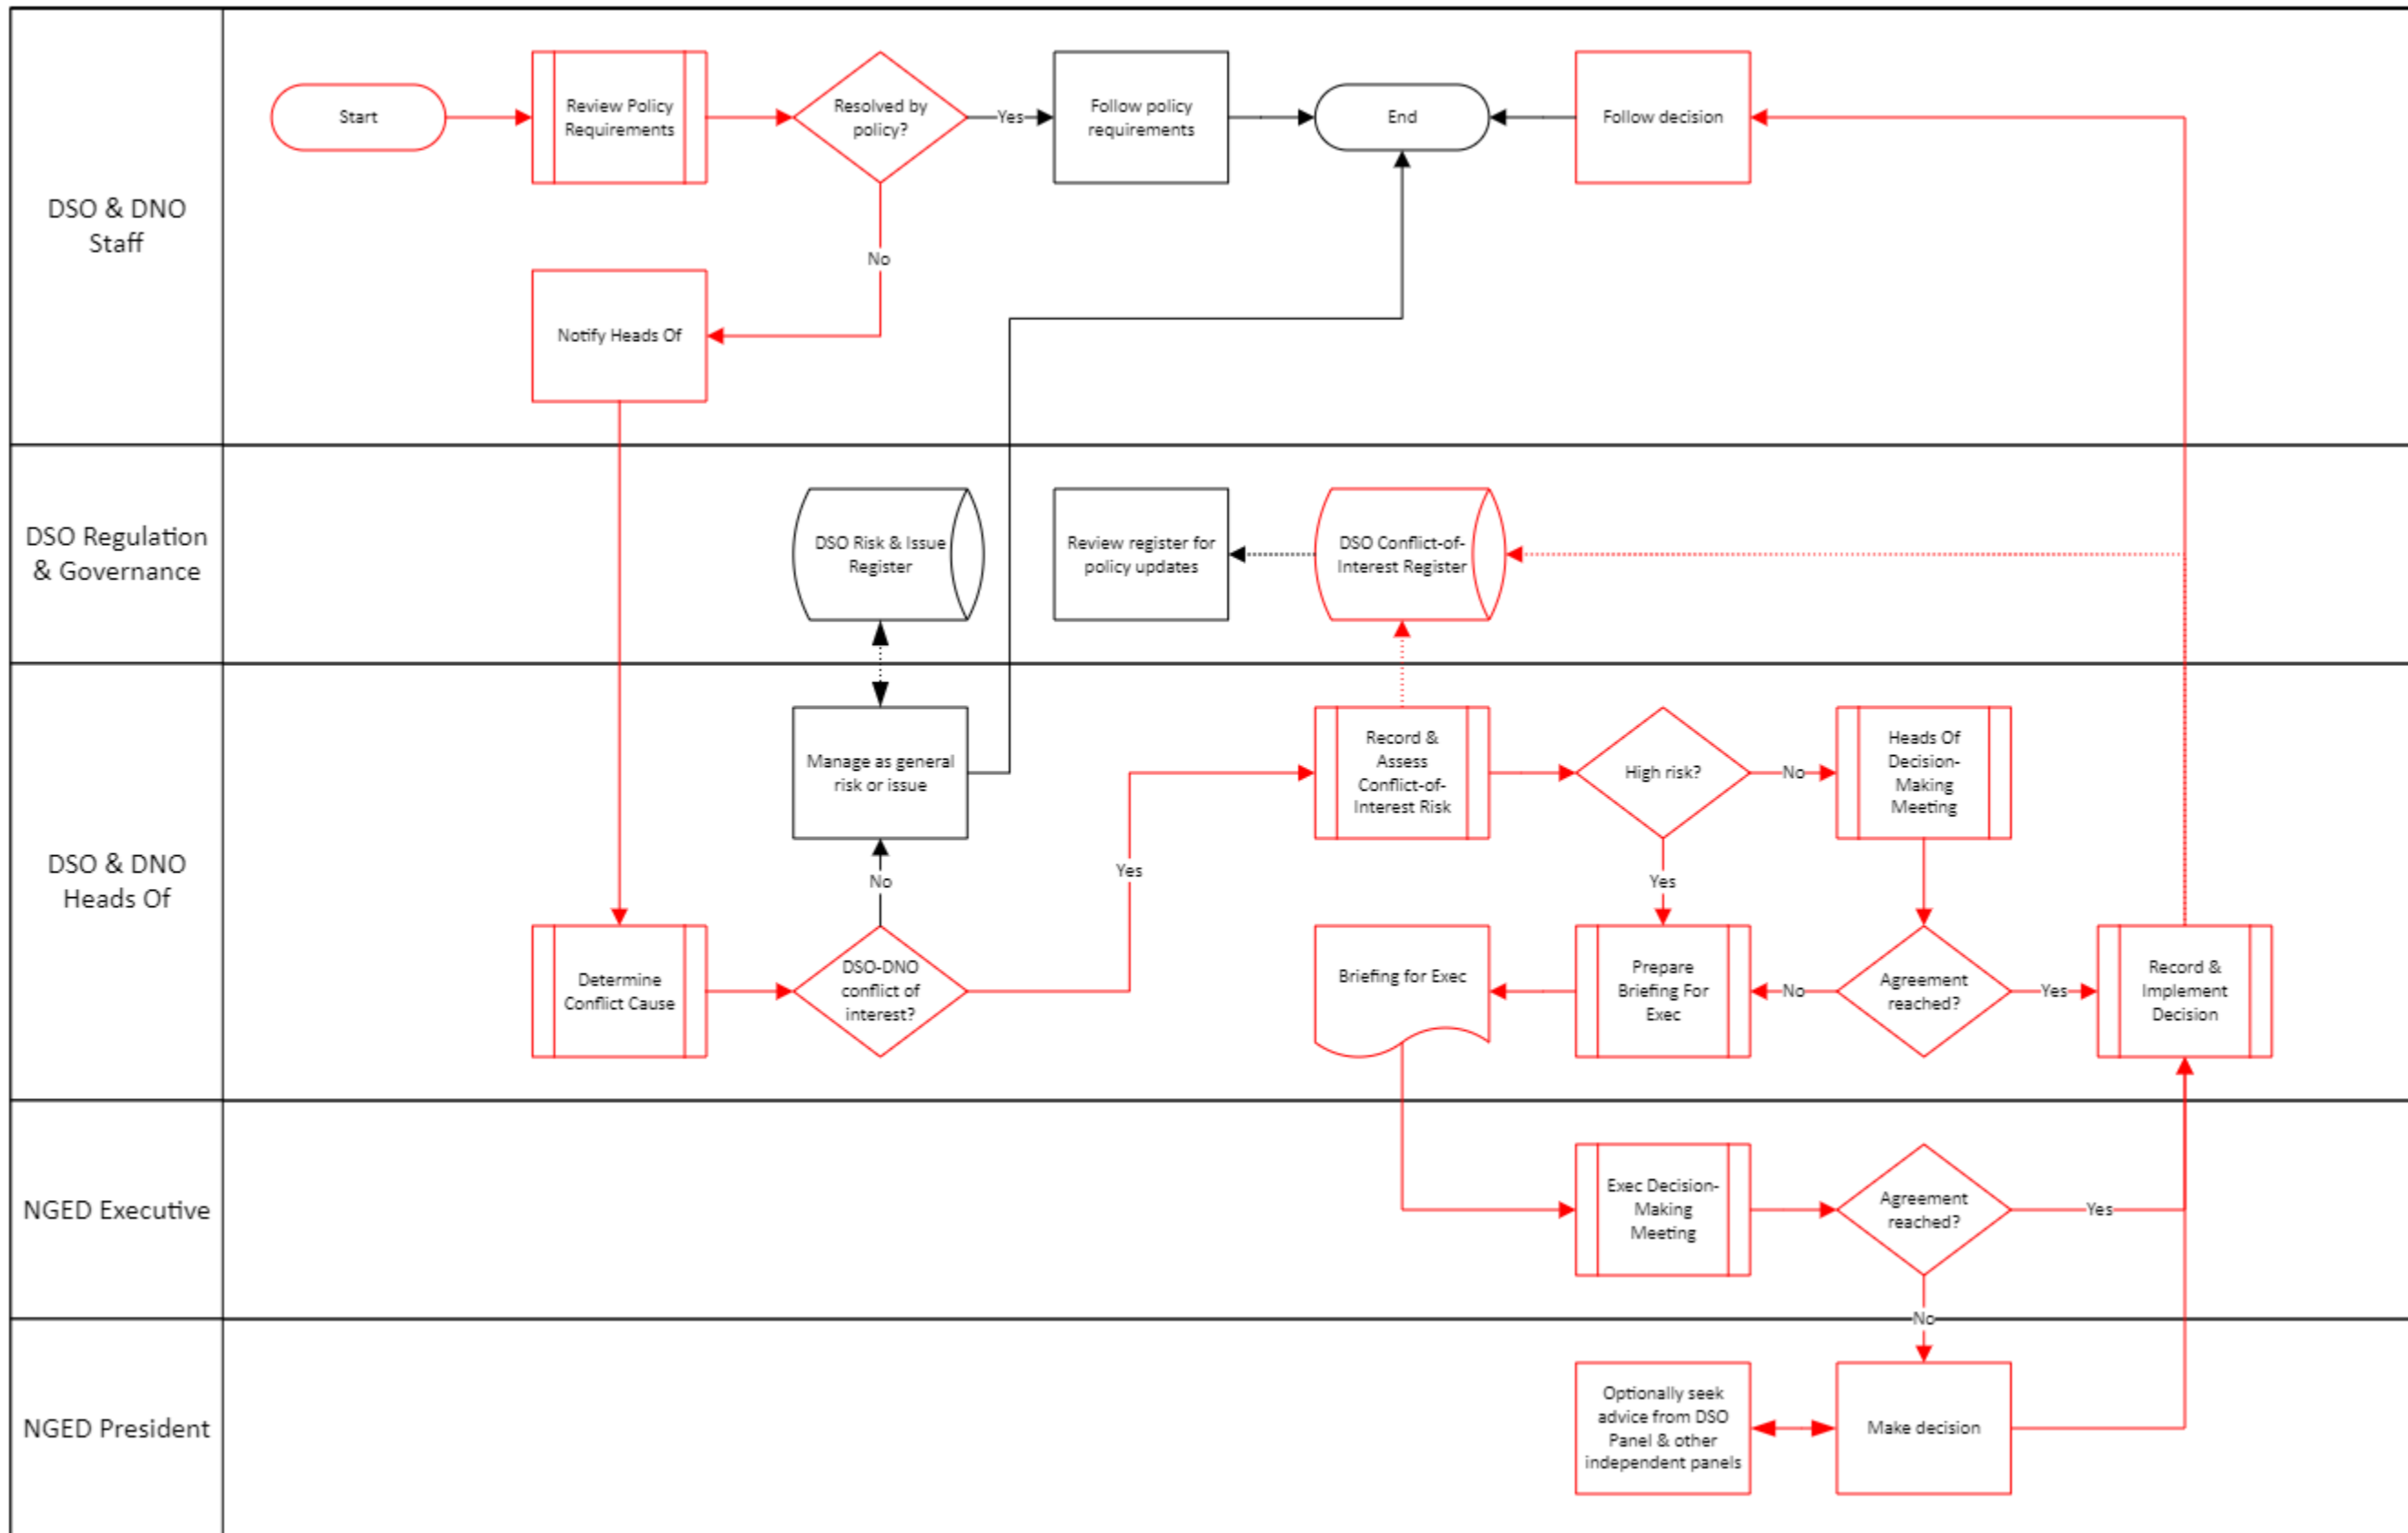 DSO & DNO
Staff
Start
Review Policy
Requirements
Resolved by
policy?
Yes
Follow policy
requirements
End
Follow decision
No
Notify Heads Of
DSO Regulation
& Governance
DSO Risk & Issue
Register
Review register for
policy updates
DSO Conflict-of-
Interest Register
DSO & DNO
Heads Of
Manage as general
risk or issue
Record &
Assess
Conflict-of-
Interest Risk
High risk?
No
Heads Of
Decision-
Making
Meeting
No
Yes
Yes
Determine
Conflict Cause
DSO-DNO
conflict of
interest?
Briefing for Exec
Prepare
Briefing For
Exec
No
Agreement
reached?
Yes
Record &
Implement
Decision
NGED Executive
Exec Decision-
Making
Meeting
Agreement
reached?
Yes
No
NGED President
Optionally seek
advice from DSO
Panel & other
independent panels
Make decision